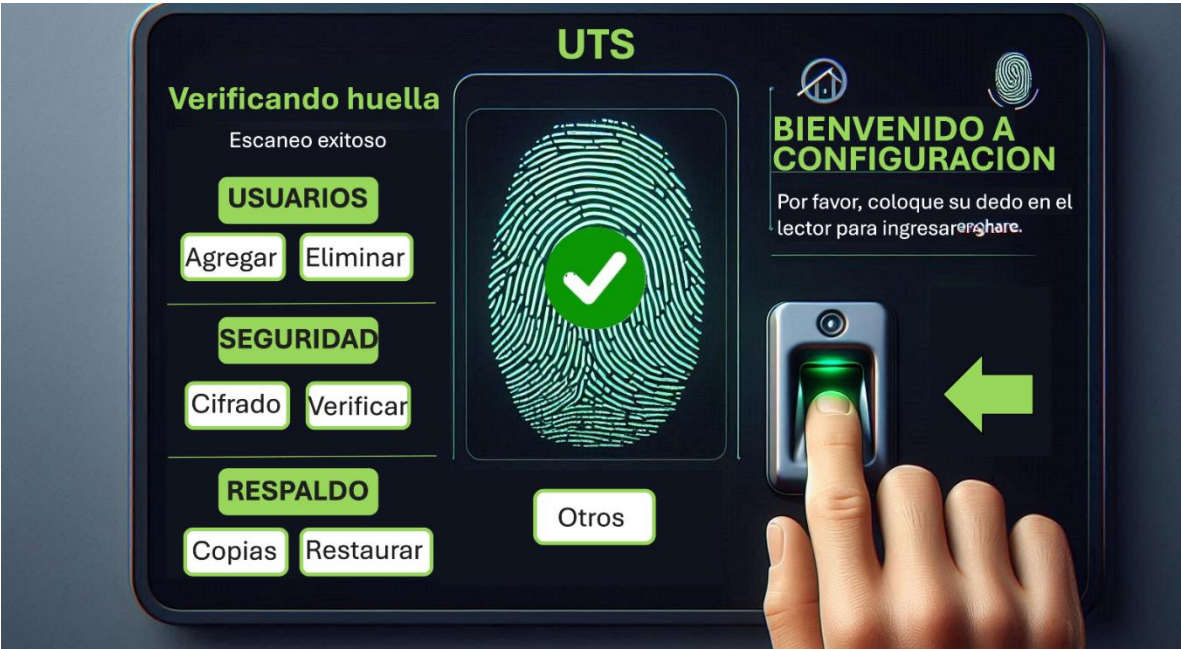 UTS
Verificando huella
Escaneo exitoso
USUARIOS
Agregar
Eliminar
SEGURIDAD
Cifrado
Verificar
RESPALDO
Copias
Restaurar
Otros
BIENVENIDO A
CONFIGURACION
Por favor, coloque su dedo en el
lector para ingresar